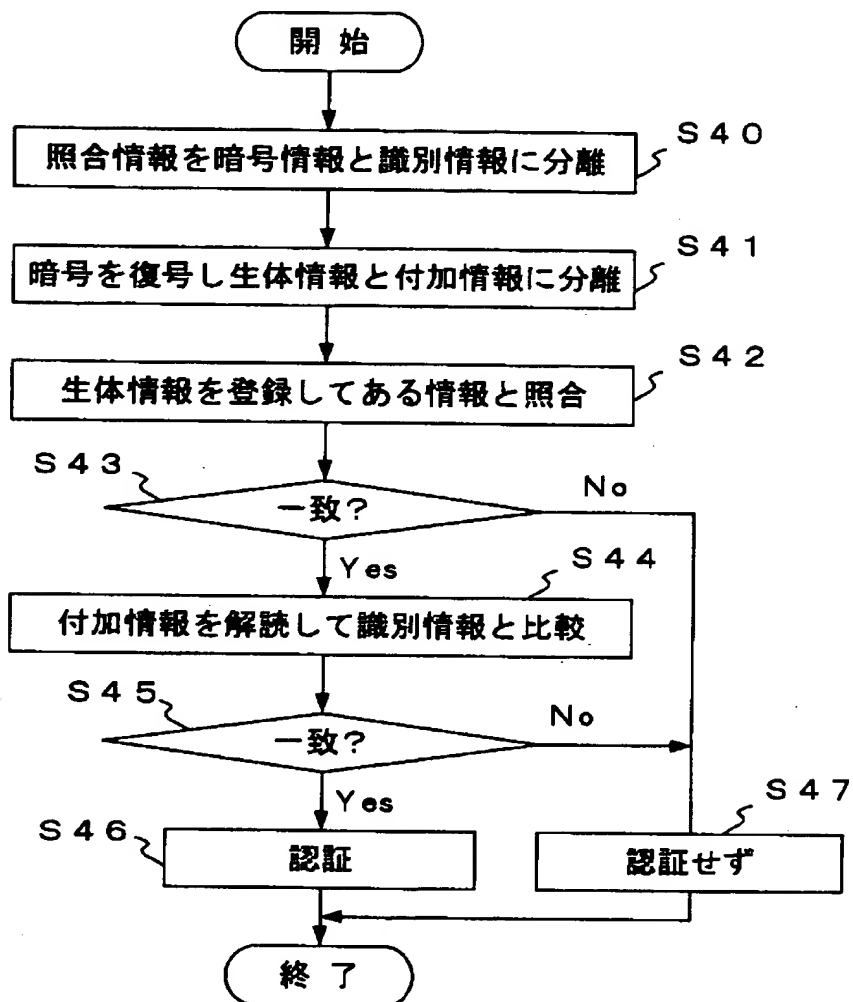 開始
S40
照合情報を暗号情報と識別情報に分離
S41
暗号を復号し生体情報と付加情報に分離
S42
生体情報を登録してある情報と照合
S43
一致?
No
Yes
S44
付加情報を解読して識別情報と比較
S45
一致?
No
Yes
S46
認証
S47
認証せず
終了